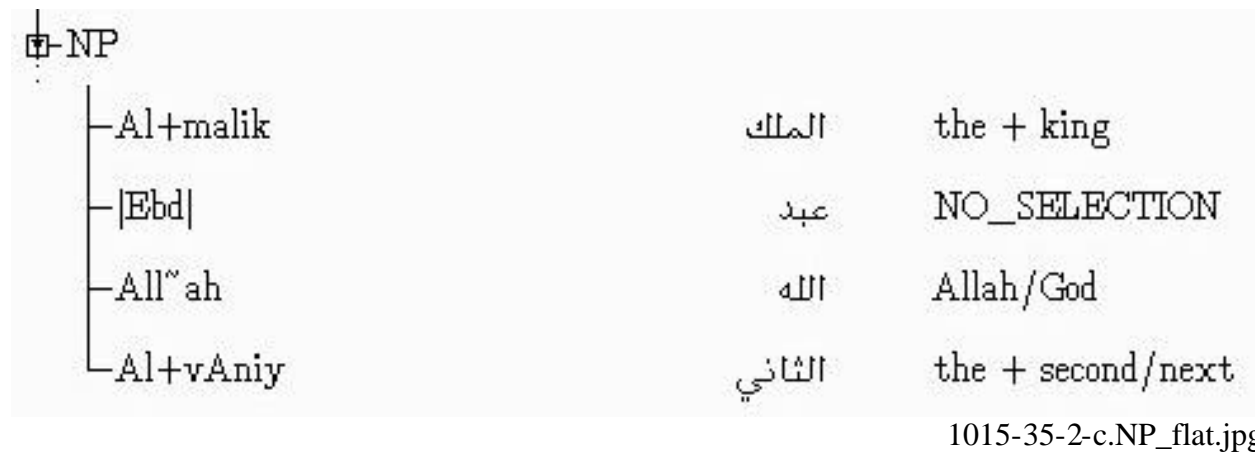 NP
Al+malik الملك the + king
|Ebd| عبد NO_SELECTION
All~ah الله Allah/God
Al+vAniy الثاني the + second/next
1015-35-2-c.NP_flat.jpg